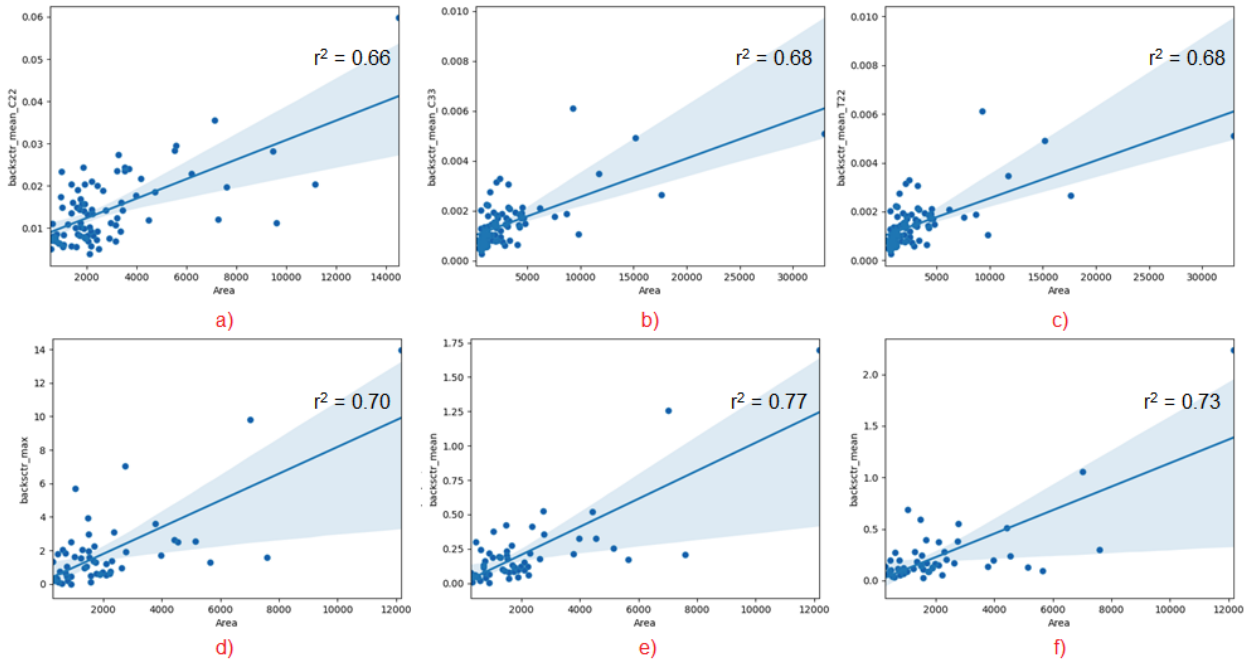 0.06
0.05
0.04
0.03
0.02
0.01
backsctr_mean_C22
r² = 0.66
2000 4000 6000 8000 10000 12000 14000
Area
a)
0.010
0.008
0.006
0.004
0.002
0.000
backsctr_mean_C33
r² = 0.68
5000 10000 15000 20000 25000 30000
Area
b)
0.010
0.008
0.006
0.004
0.002
0.000
backsctr_mean_T22
r² = 0.68
5000 10000 15000 20000 25000 30000
Area
c)
14
12
10
8
6
4
2
0
backsctr_max
r² = 0.70
2000 4000 6000 8000 10000 12000
Area
d)
1.75
1.50
1.25
1.00
0.75
0.50
0.25
0.00
backsctr_mean
r² = 0.77
2000 4000 6000 8000 10000 12000
Area
e)
2.0
1.5
1.0
0.5
0.0
backsctr_mean
r² = 0.73
2000 4000 6000 8000 10000 12000
Area
f)